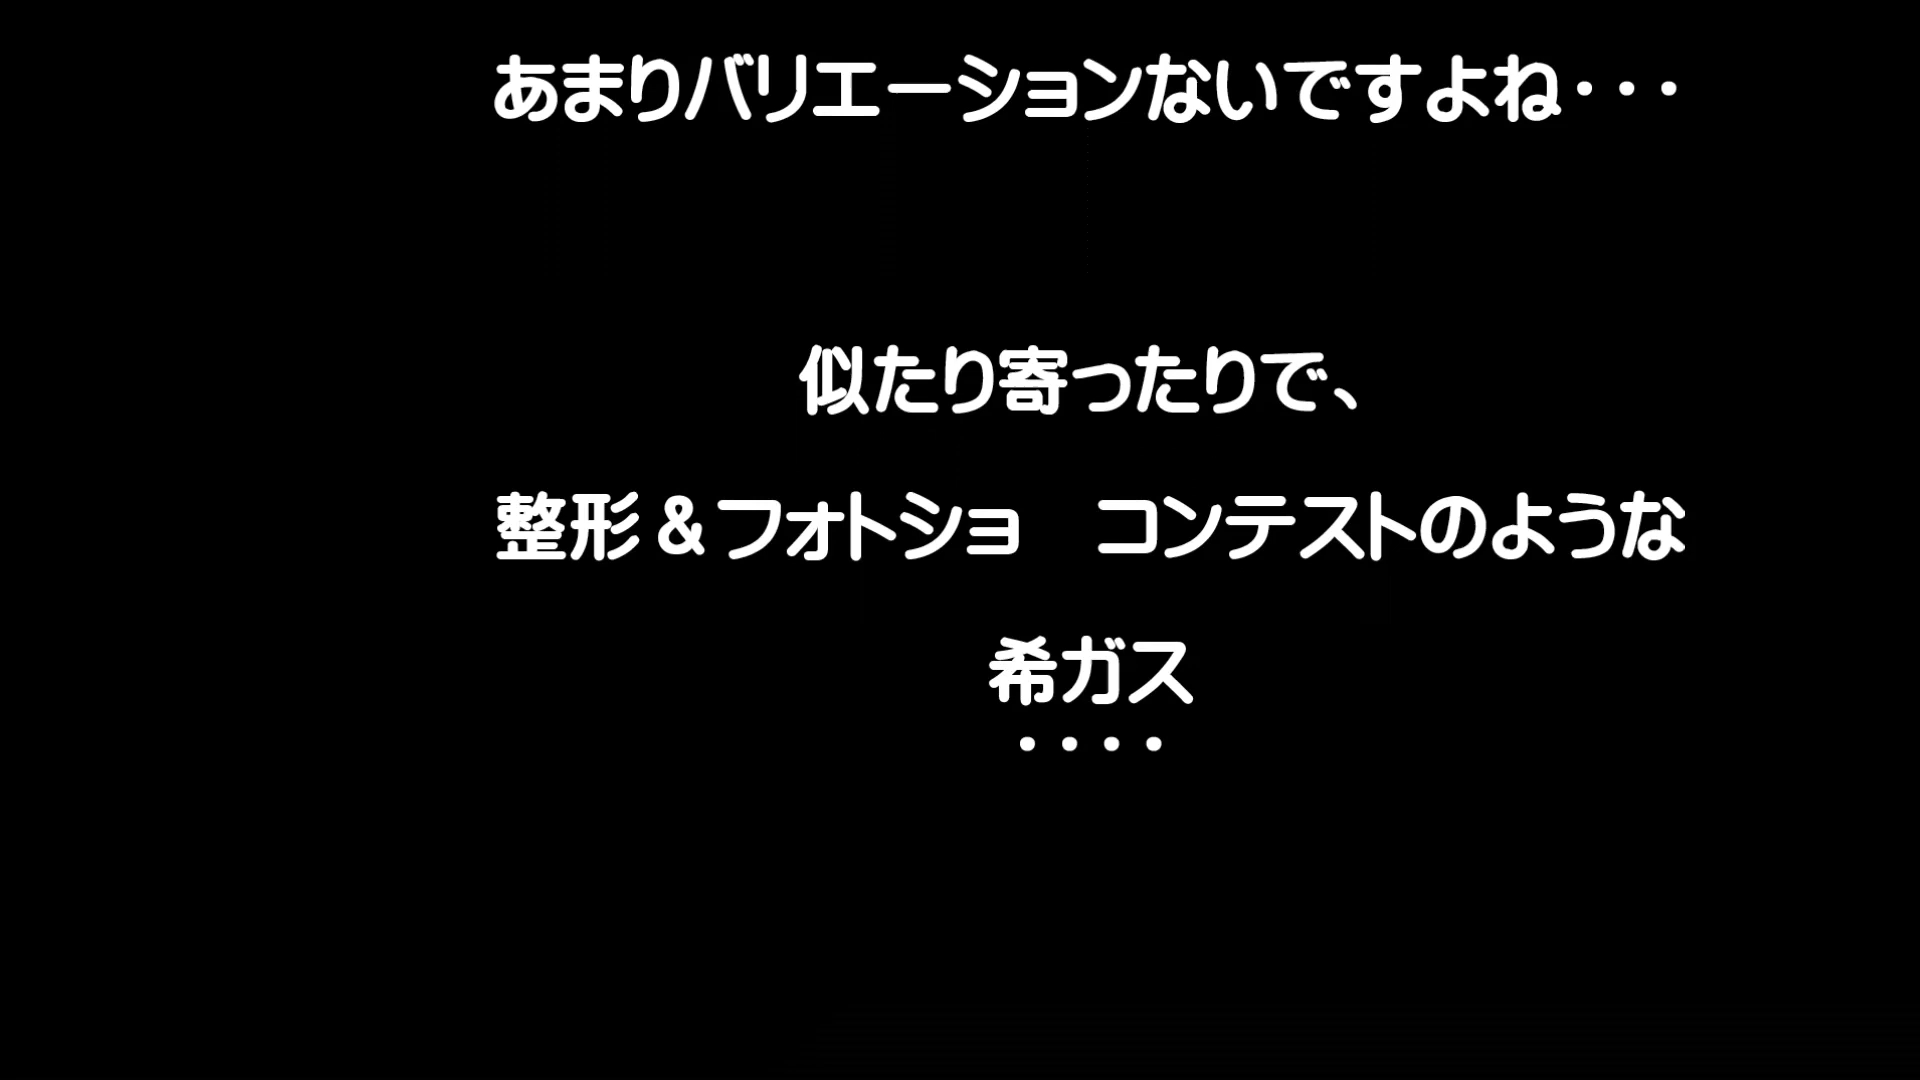 あまりバリエーションないですよね・・・
似たり寄ったりで、
整形＆フォトショ　コンテストのような
希ガス
・・・・